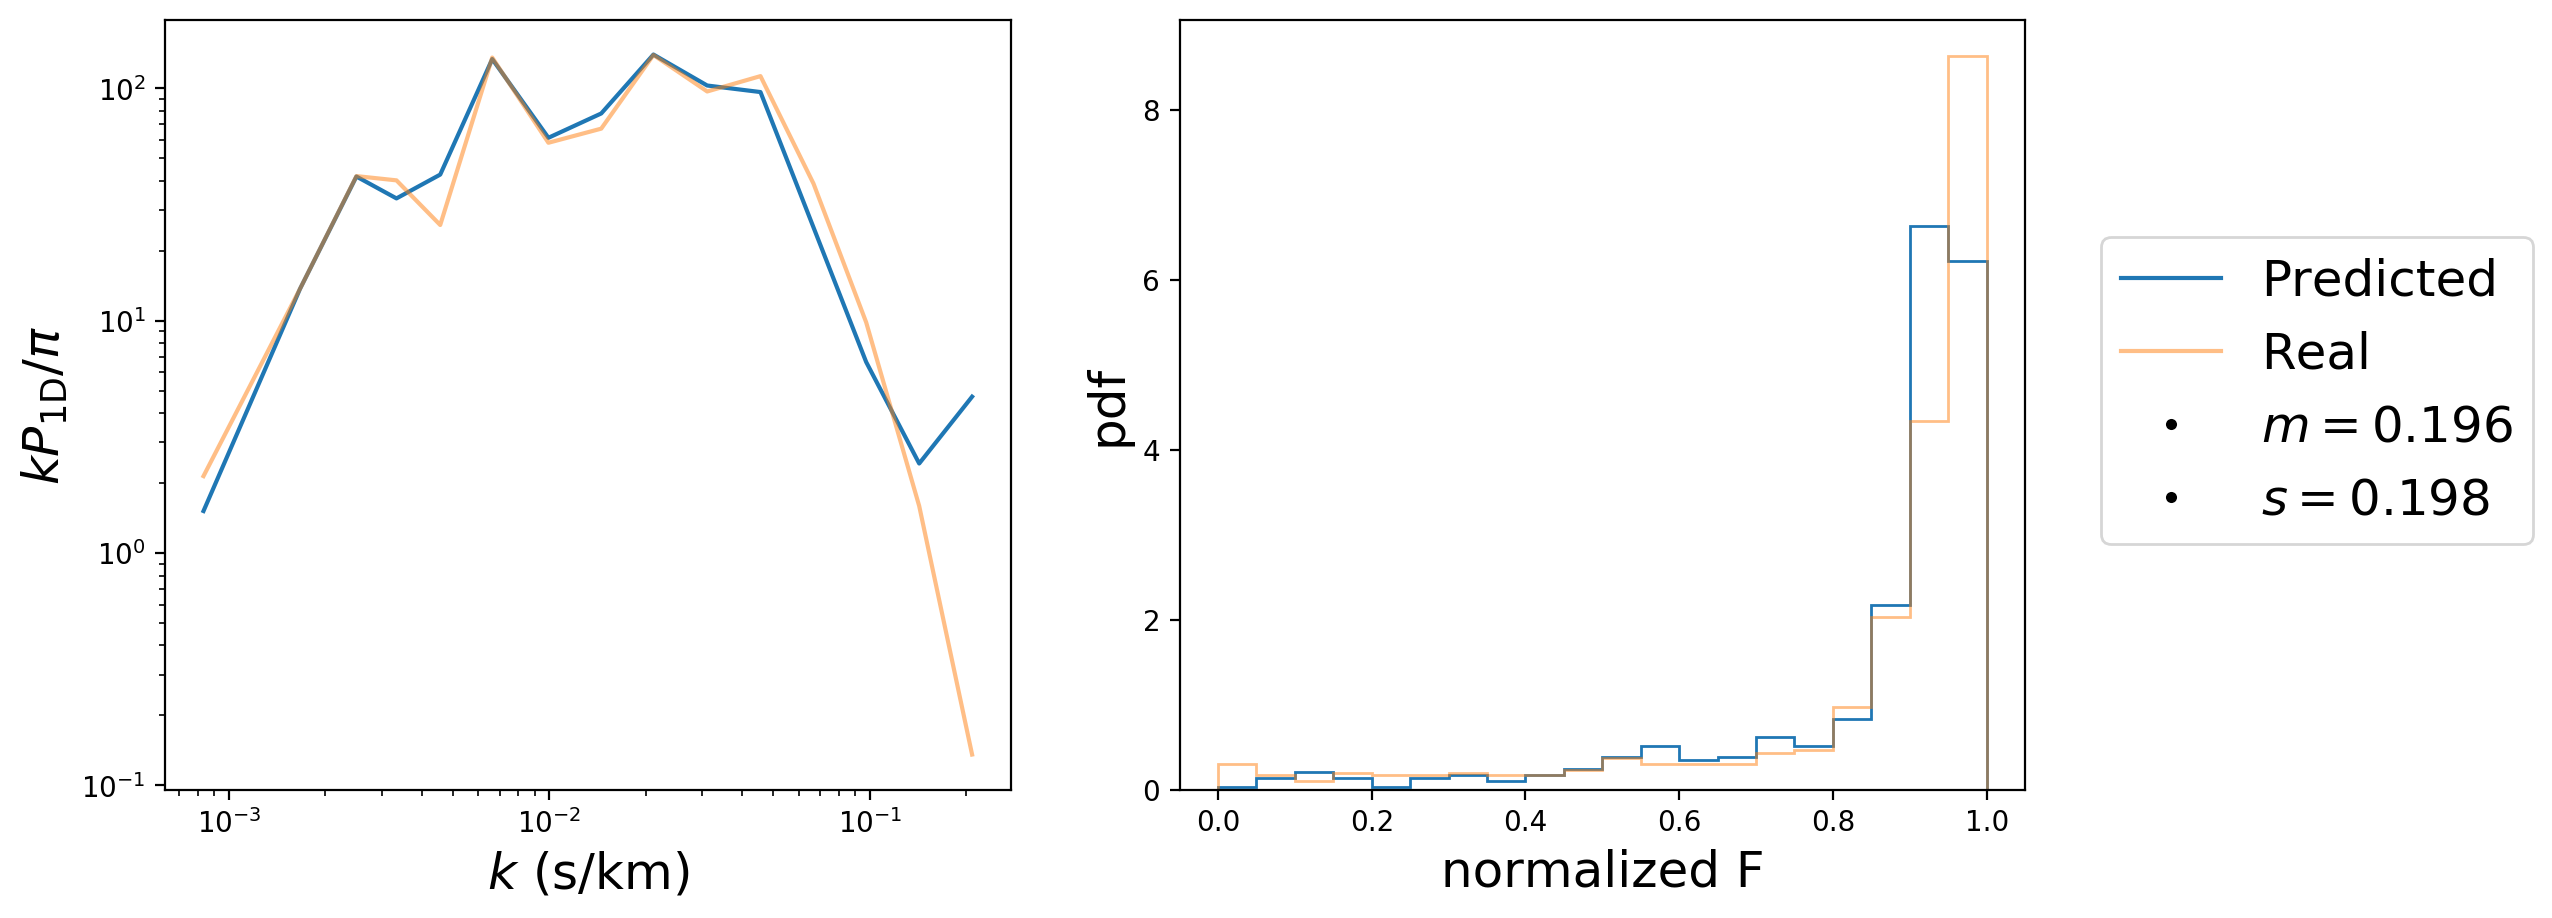 10²
10¹
10⁰
10⁻¹
kP₁D/π
10⁻³ 10⁻² 10⁻¹
k (s/km)
8
6
4
2
0
pdf
0.0 0.2 0.4 0.6 0.8 1.0
normalized F
Predicted
Real
m = 0.196
s = 0.198